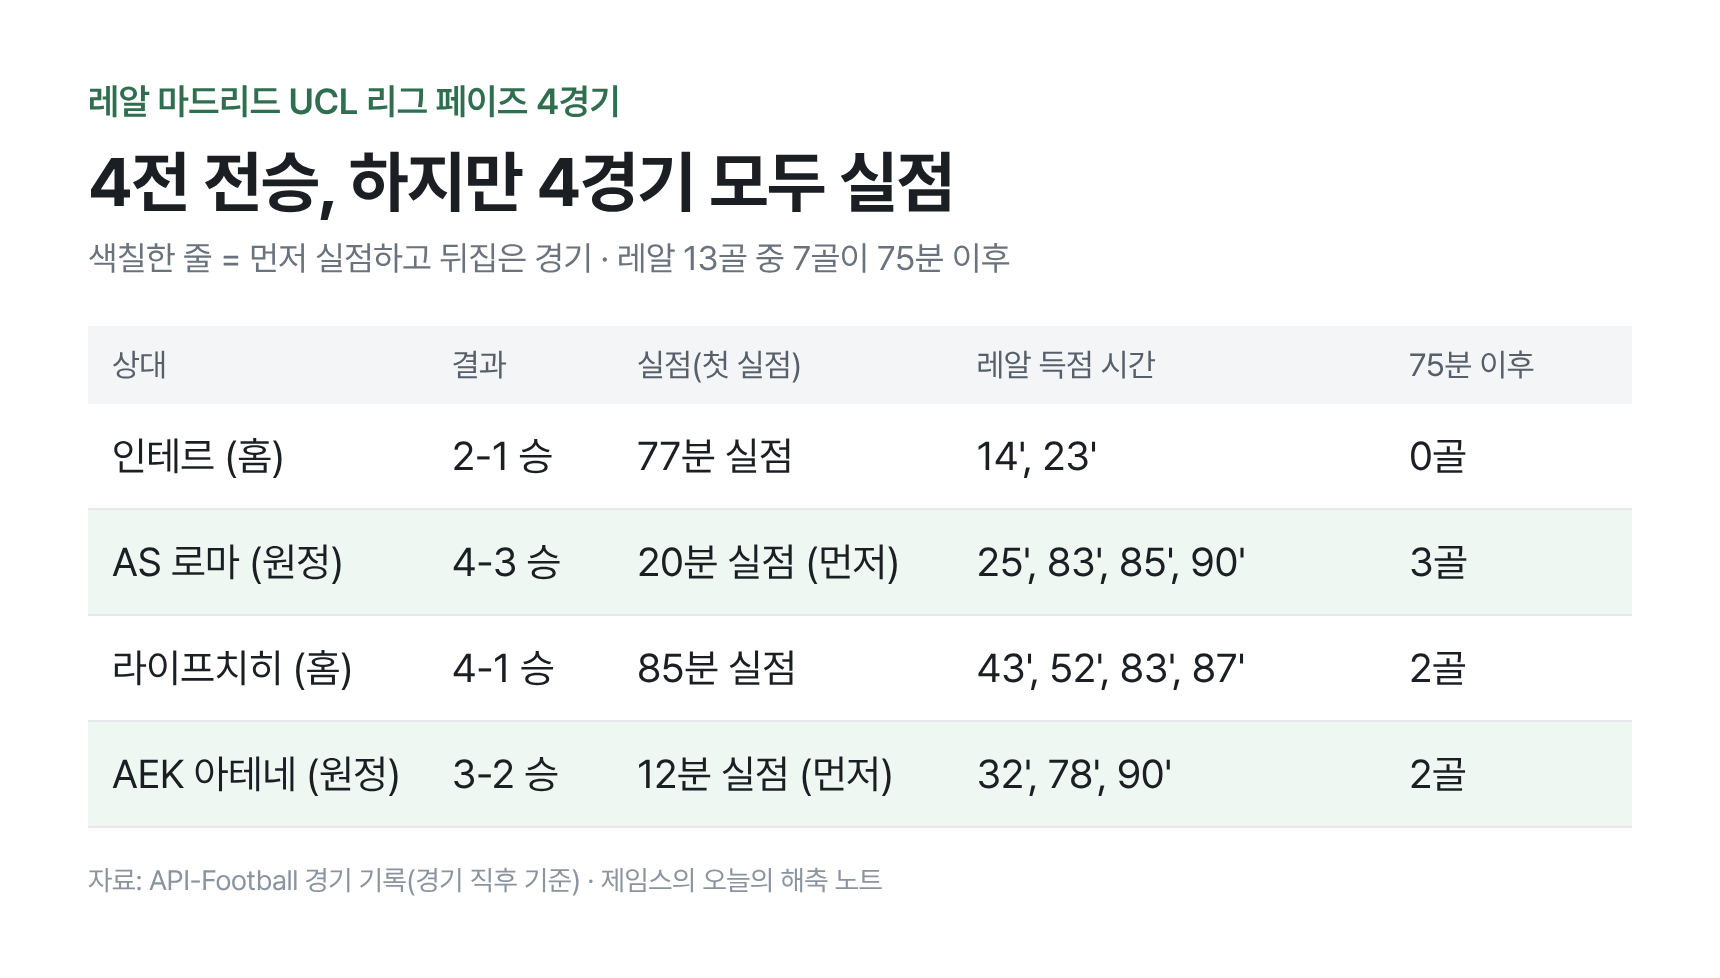 레알 마드리드 UCL 리그 페이즈 4경기
4전 전승, 하지만 4경기 모두 실점
색칠한 줄 = 먼저 실점하고 뒤집은 경기 · 레알 13골 중 7골이 75분 이후
상대 결과 실점(첫 실점) 레알 득점 시간 75분 이후
인테르 (홈) 2-1 승 77분 실점 14', 23' 0골
AS 로마 (원정) 4-3 승 20분 실점 (먼저) 25', 83', 85', 90' 3골
라이프치히 (홈) 4-1 승 85분 실점 43', 52', 83', 87' 2골
AEK 아테네 (원정) 3-2 승 12분 실점 (먼저) 32', 78', 90' 2골
자료: API-Football 경기 기록(경기 직후 기준) · 제임스의 오늘의 해축 노트